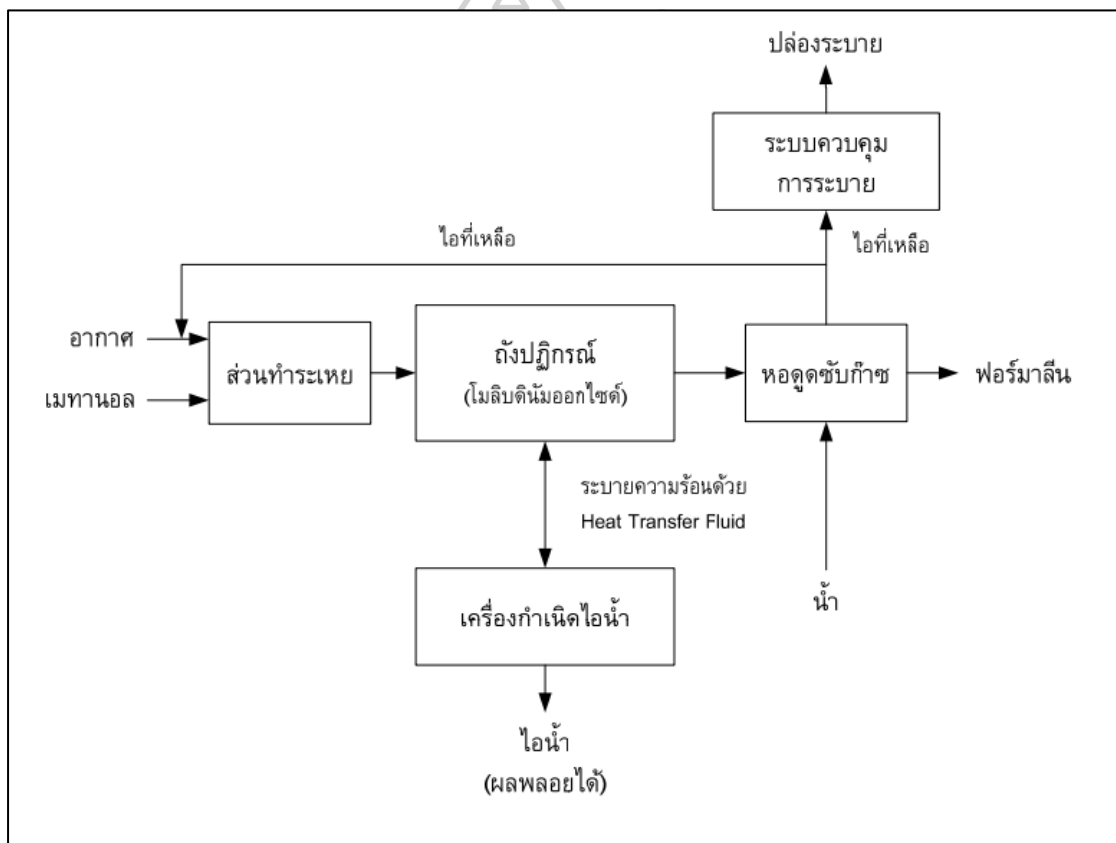 ปล่องระบาย
ระบบควบคุม
การระบาย
ไอที่เหลือ
ไอที่เหลือ
อากาศ
เมทานอล
ส่วนทำระเหย
ถังปฏิกรณ์
(โมลิบดินัมออกไซด์)
หอดูดซับก๊าซ
ฟอร์มาลีน
ระบายความร้อนด้วย
Heat Transfer Fluid
น้ำ
เครื่องกำเนิดไอน้ำ
ไอน้ำ
(ผลพลอยได้)